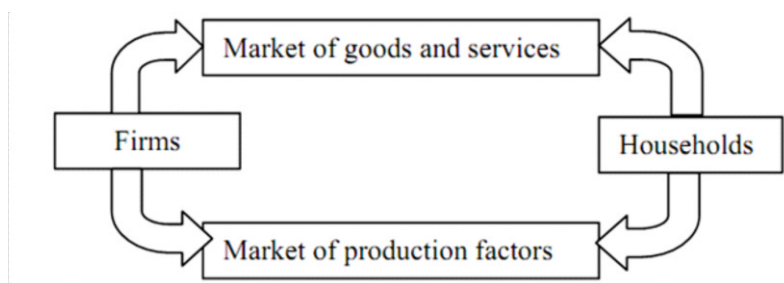 Market of goods and services
Firms
Households
Market of production factors